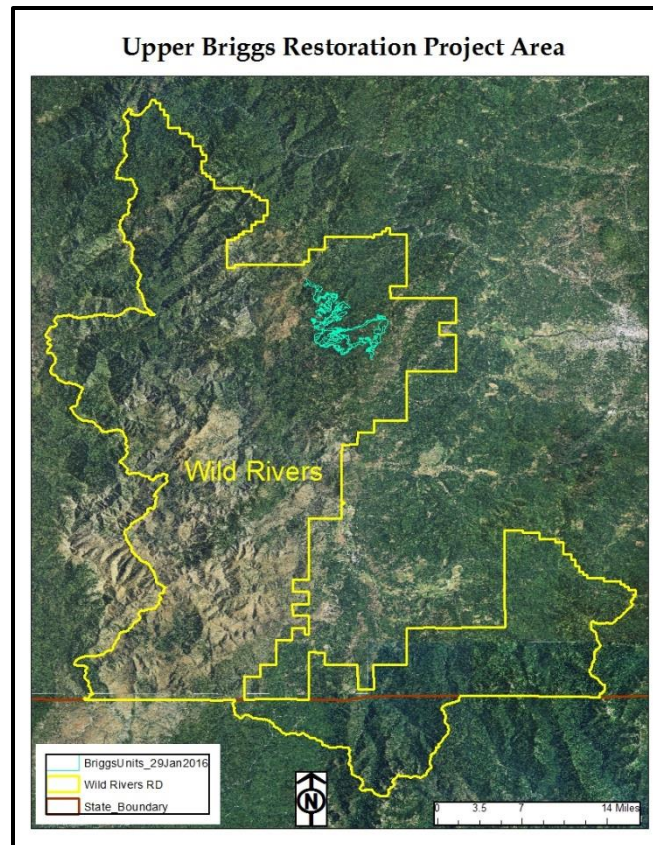 Upper Briggs Restoration Project Area
Wild Rivers
BriggsUnits_29Jan2016
Wild Rivers RD
State_Boundary
N
0 3.5 7 14 Miles